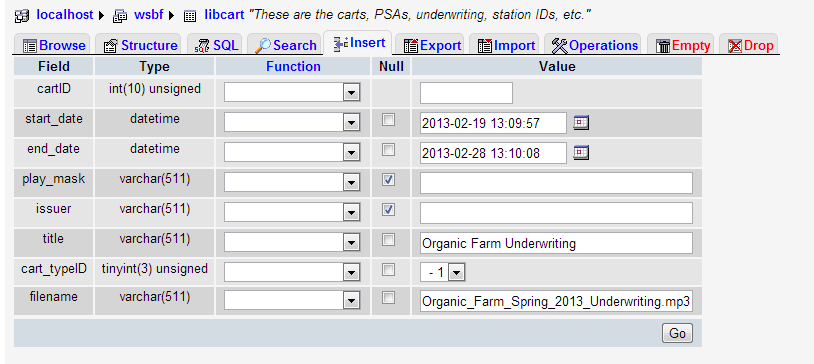 localhost wsbf libcart "These are the carts, PSAs, underwriting, station IDs, etc."
Browse Structure SQL Search Insert Export Import Operations Empty Drop
Field Type Function Null Value
cartID int(10) unsigned
start_date datetime 2013-02-19 13:09:57
end_date datetime 2013-02-28 13:10:08
play_mask varchar(511)
issuer varchar(511)
title varchar(511) Organic Farm Underwriting
cart_typeID tinyint(3) unsigned - 1
filename varchar(511) Organic_Farm_Spring_2013_Underwriting.mp3
Go